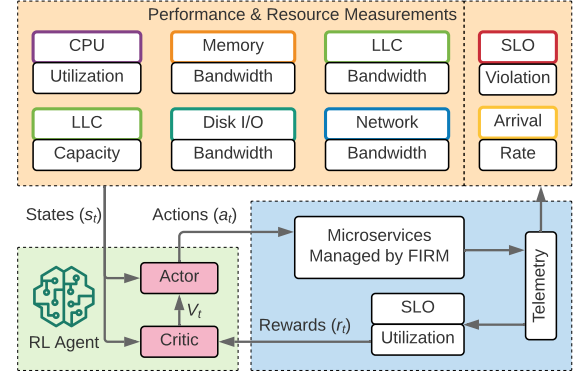 Performance & Resource Measurements
CPU
Utilization
Memory
Bandwidth
LLC
Bandwidth
SLO
Violation
LLC
Capacity
Disk I/O
Bandwidth
Network
Bandwidth
Arrival
Rate
States (st)
Actions (at)
Microservices
Managed by FIRM
Telemetry
Actor
Vt
RL Agent
Critic
Rewards (rt)
SLO
Utilization